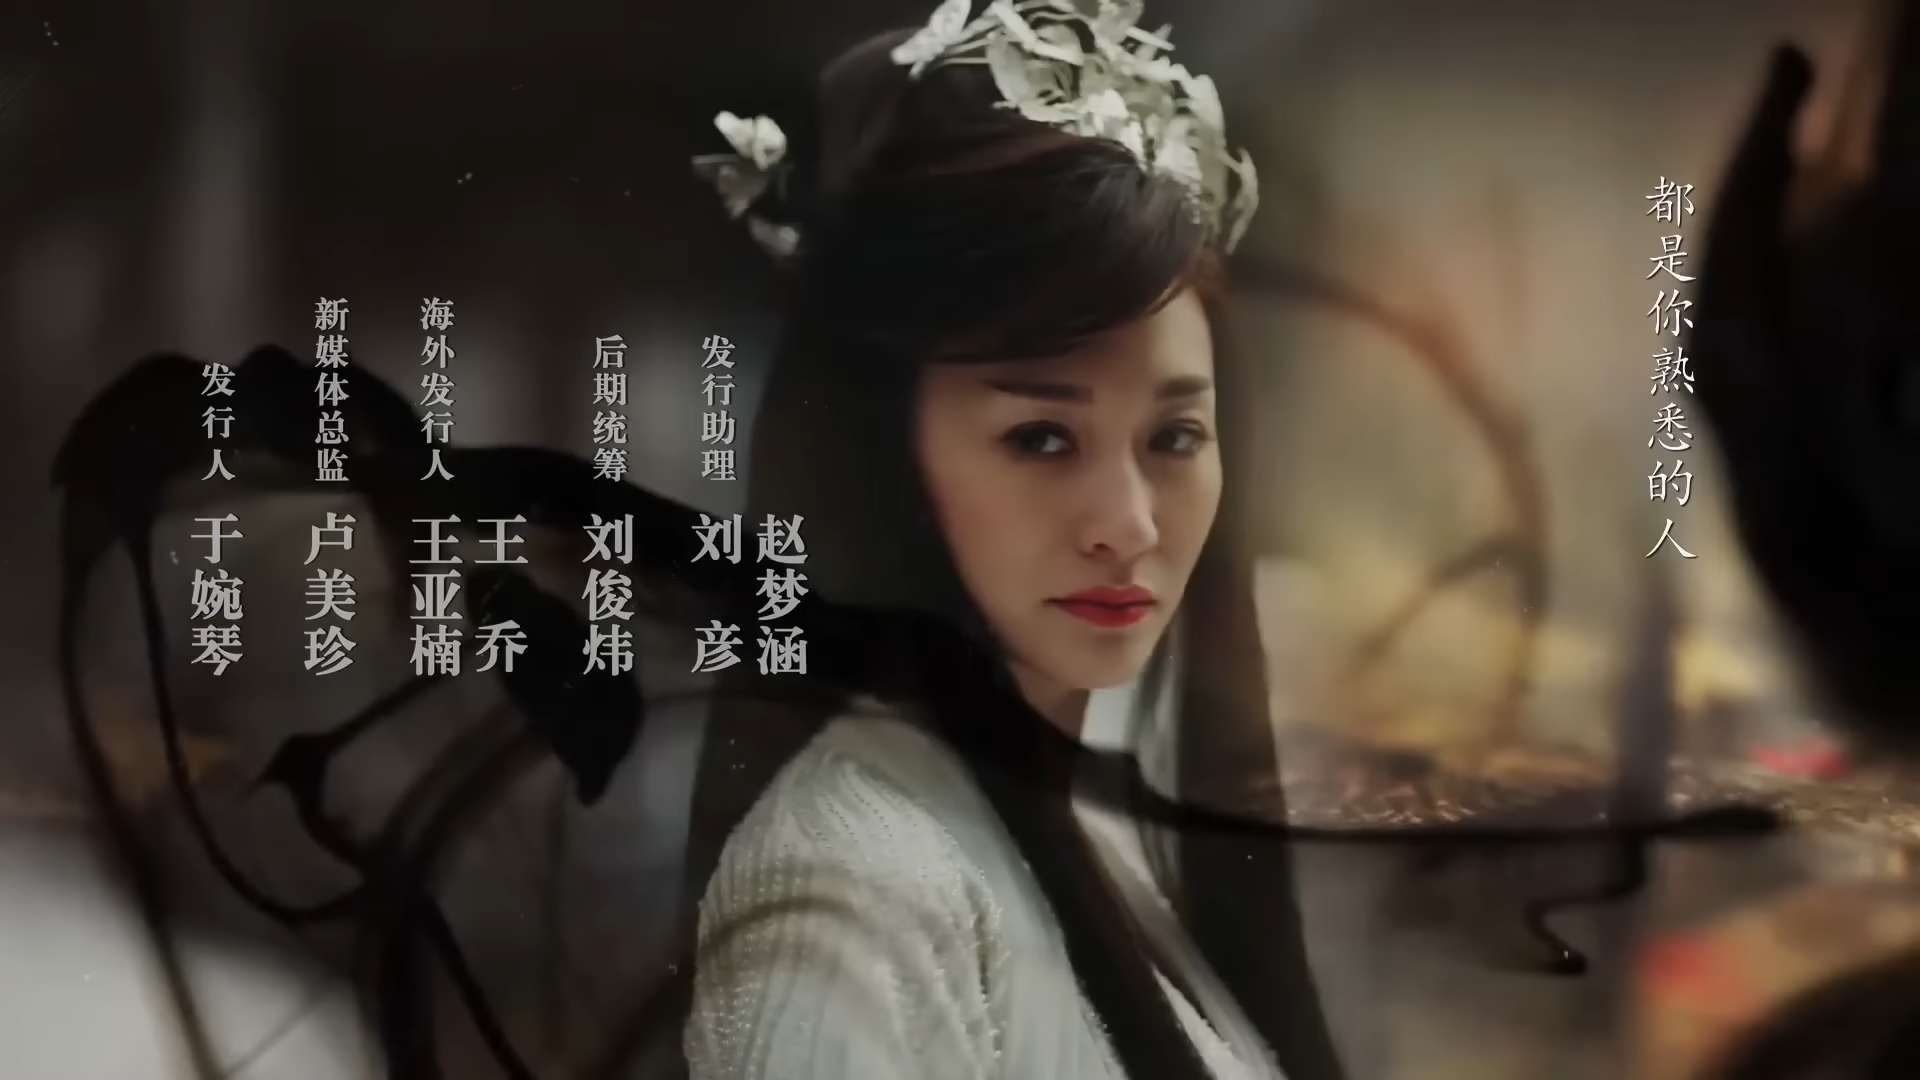 都是你熟悉的人
发行助理
赵梦涵
刘彦
后期统筹
刘俊炜
海外发行人
王乔
王亚楠
新媒体总监
卢美珍
发行人
于婉琴